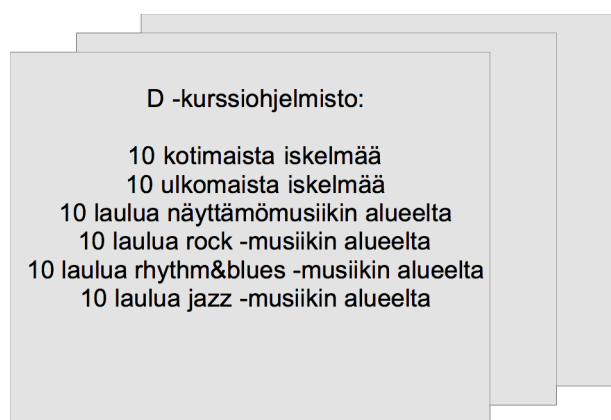 D -kurssiohjelmisto:
10 kotimaista iskelmää
10 ulkomaista iskelmää
10 laulua näyttämömusiikin alueelta
10 laulua rock -musiikin alueelta
10 laulua rhythm&blues -musiikin alueelta
10 laulua jazz -musiikin alueelta